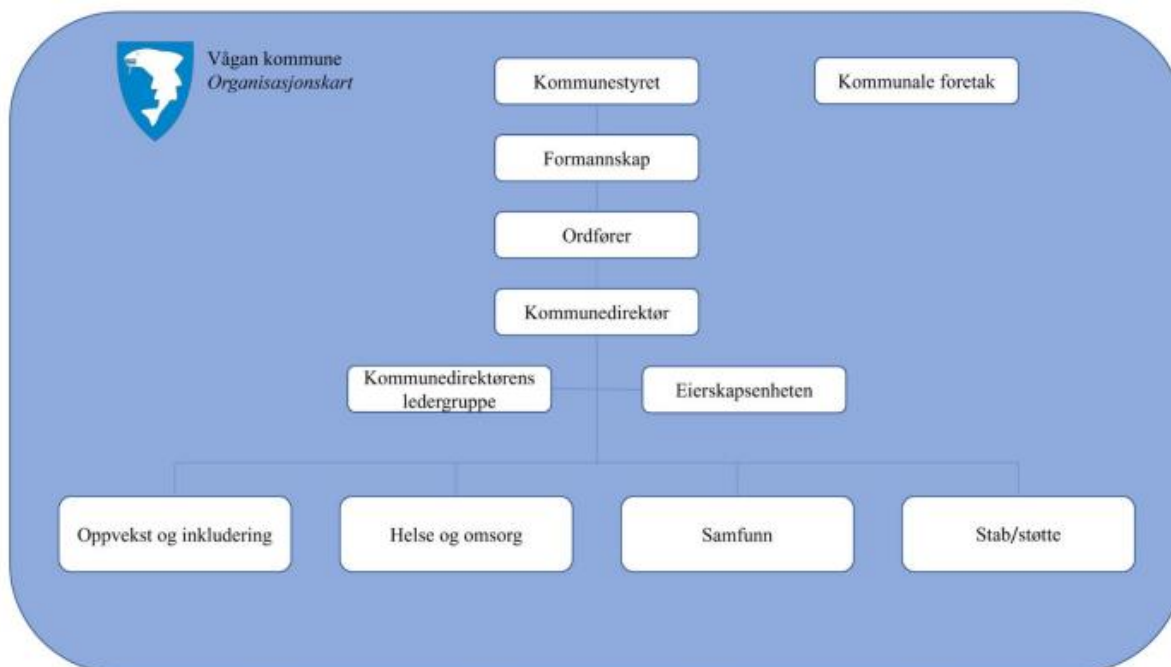 Vågan kommune
Organisasjonskart
Kommunestyret
Kommunale foretak
Formannskap
Ordfører
Kommunedirektør
Kommunedirektørens
ledergruppe
Eierskapsenheten
Oppvekst og inkludering
Helse og omsorg
Samfunn
Stab/støtte